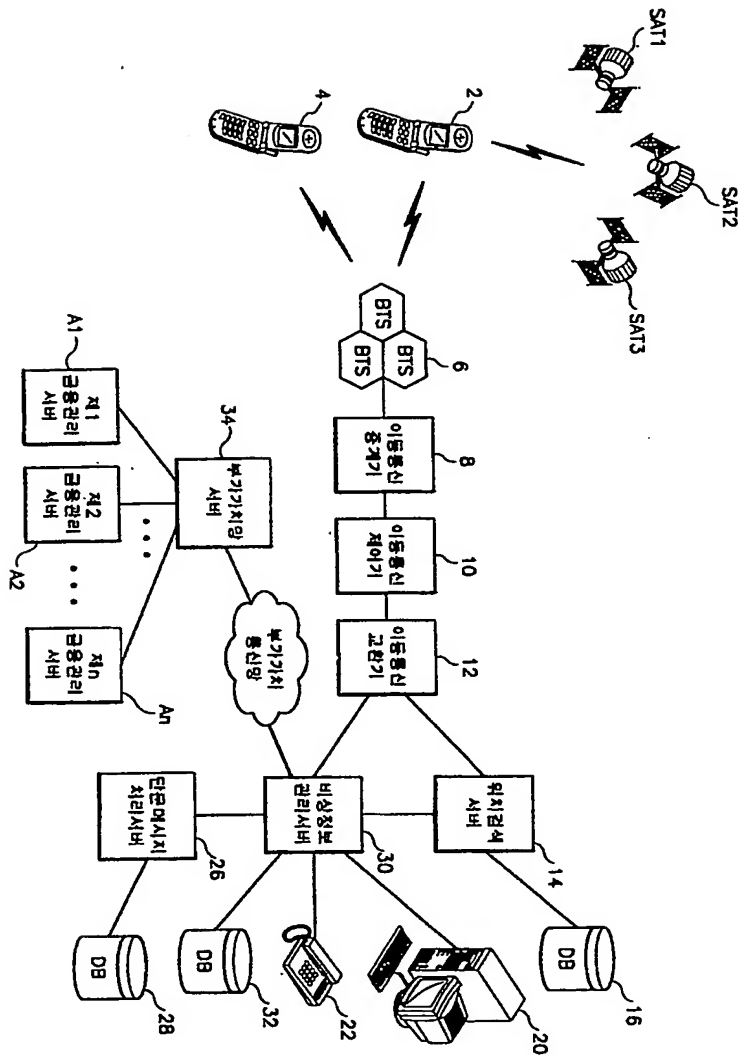 SAT1
SAT2
SAT3
2
4
BTS
BTS
BTS
6
이동통신
중계기
8
이동통신
제어기
10
이동통신
교환기
12
위치검색
서버
14
DB
16
20
22
비상정보
관리서버
30
DB
32
단문메시지
처리서버
26
DB
28
부가가치
통신망
부가가치망
서버
34
제1
금융관리
서버
A1
제2
금융관리
서버
A2
제n
금융관리
서버
An